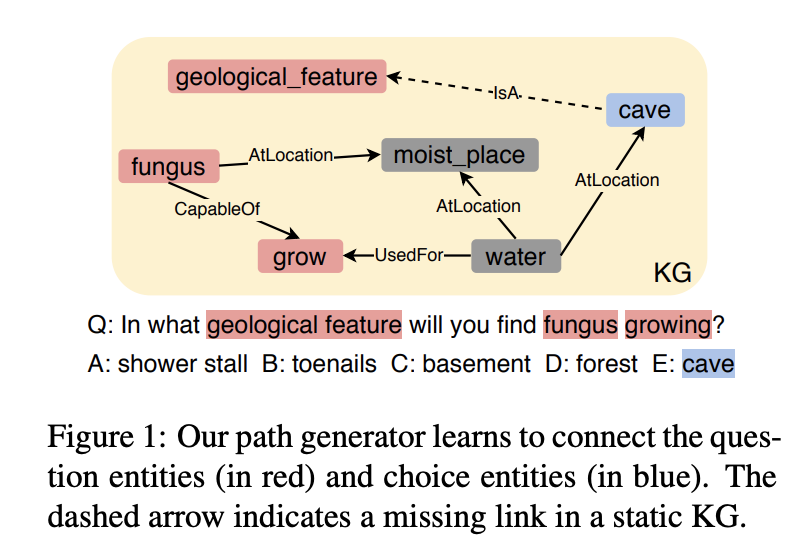 geological_feature
IsA
cave
fungus
AtLocation
moist_place
AtLocation
CapableOf
AtLocation
grow
UsedFor
water
KG
Q: In what geological feature will you find fungus growing?
A: shower stall B: toenails C: basement D: forest E: cave
Figure 1: Our path generator learns to connect the ques-
tion entities (in red) and choice entities (in blue). The
dashed arrow indicates a missing link in a static KG.